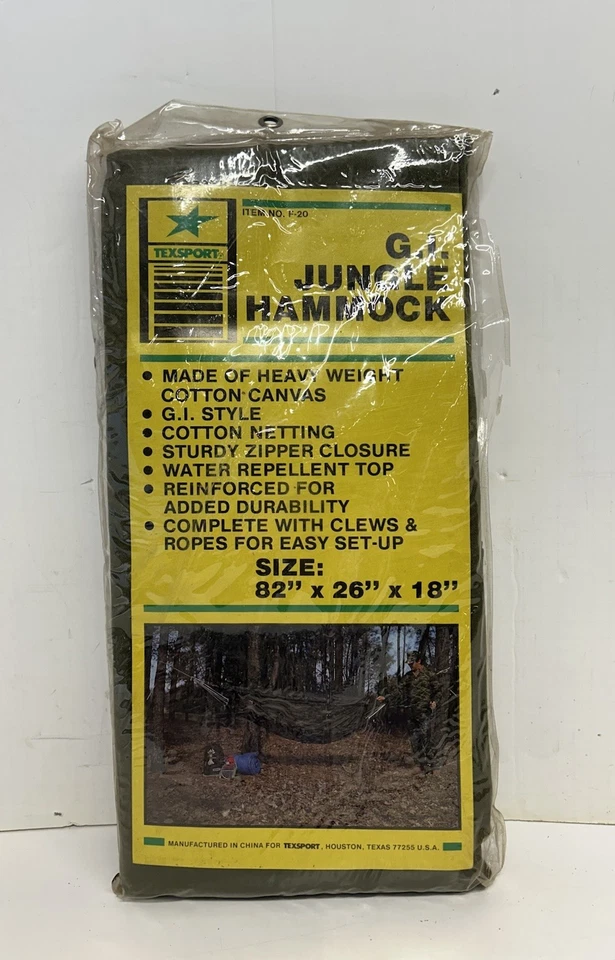 ITEM NO. F-20
TEXSPORT
G.I.
JUNGLE
HAMMOCK
• MADE OF HEAVY WEIGHT
COTTON CANVAS
• G.I. STYLE
• COTTON NETTING
• STURDY ZIPPER CLOSURE
• WATER REPELLENT TOP
• REINFORCED FOR
ADDED DURABILITY
• COMPLETE WITH CLEWS &
ROPES FOR EASY SET-UP
SIZE:
82" x 26" x 18"
MANUFACTURED IN CHINA FOR TEXSPORT, HOUSTON, TEXAS 77255 U.S.A.